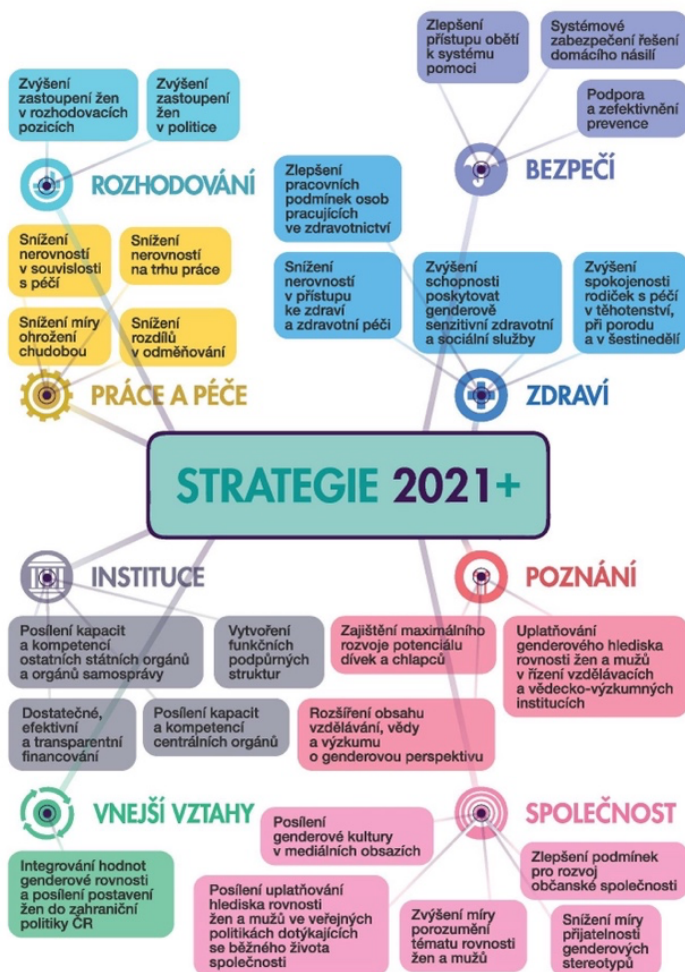 Zvýšení
zastoupení žen
v rozhodovacích
pozicích
Zvýšení
zastoupení
žen
v politice
ROZHODOVÁNÍ
Zlepšení
přístupu obětí
k systému
pomoci
Systémové
zabezpečení řešení
domácího násilí
Podpora
a zefektivnění
prevence
BEZPEČÍ
Snížení
nerovností
v souvislosti
s péčí
Snížení
nerovností
na trhu práce
Snížení míry
ohrožení
chudobou
Snížení
rozdílů
v odměňování
PRÁCE A PÉČE
Zlepšení
pracovních
podmínek osob
pracujících
ve zdravotnictví
Snížení
nerovností
v přístupu
ke zdraví
a zdravotní péči
Zvýšení
schopnosti
poskytovat
genderově
senzitivní zdravotní
a sociální služby
Zvýšení
spokojenosti
rodiček s péčí
v těhotenství,
při porodu
a v šestinedělí
ZDRAVÍ
STRATEGIE 2021+
INSTITUCE
Posílení kapacit
a kompetencí
ostatních státních orgánů
a orgánů samosprávy
Vytvoření
funkčních
podpůrných
struktur
Dostatečné,
efektivní
a transparentní
financování
Posílení kapacit
a kompetencí
centrálních orgánů
POZNÁNÍ
Zajištění maximálního
rozvoje potenciálu
dívek a chlapců
Uplatňování
genderového hlediska
rovnosti žen a mužů
v řízení vzdělávacích
a vědecko-výzkumných
institucích
Rozšíření obsahu
vzdělávání, vědy
a výzkumu
o genderovou perspektivu
VNEJŠÍ VZTAHY
Integrování hodnot
genderové rovnosti
a posílení postavení
žen do zahraniční
politiky ČR
SPOLEČNOST
Posílení
genderové kultury
v mediálních obsazích
Zlepšení podmínek
pro rozvoj
občanské společnosti
Posílení uplatňování
hlediska rovnosti
žen a mužů ve veřejných
politikách dotýkajících
se běžného života
společnosti
Zvýšení míry
porozumění
tématu rovnosti
žen a mužů
Snížení míry
přijatelnosti
genderových
stereotypů